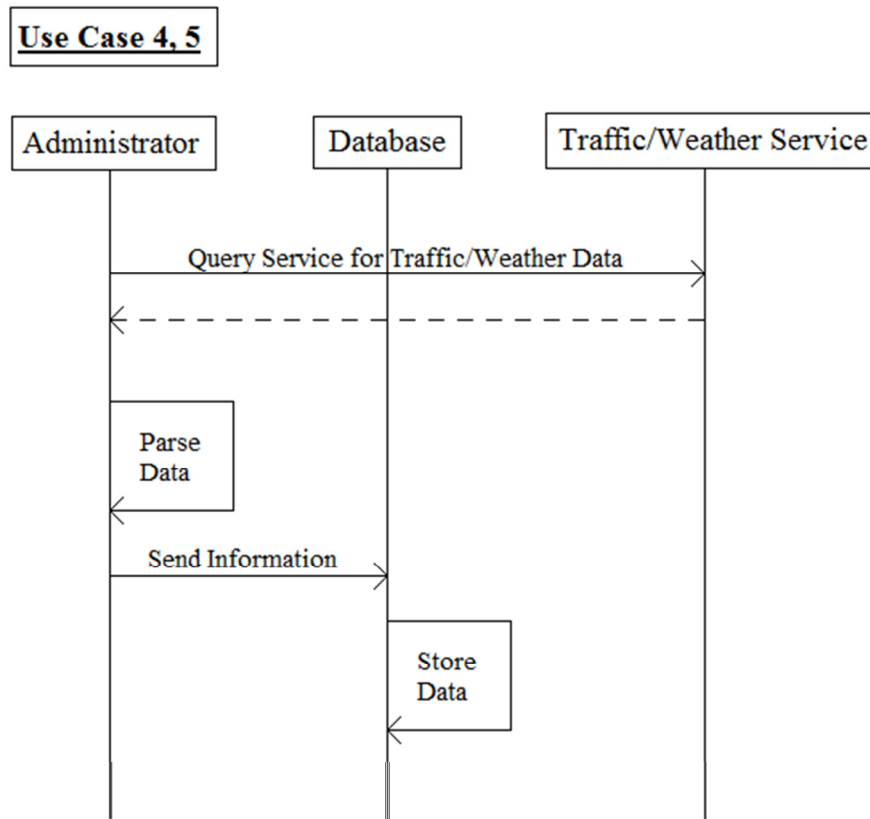 Use Case 4, 5
Administrator
Database
Traffic/Weather Service
Query Service for Traffic/Weather Data
Parse
Data
Send Information
Store
Data